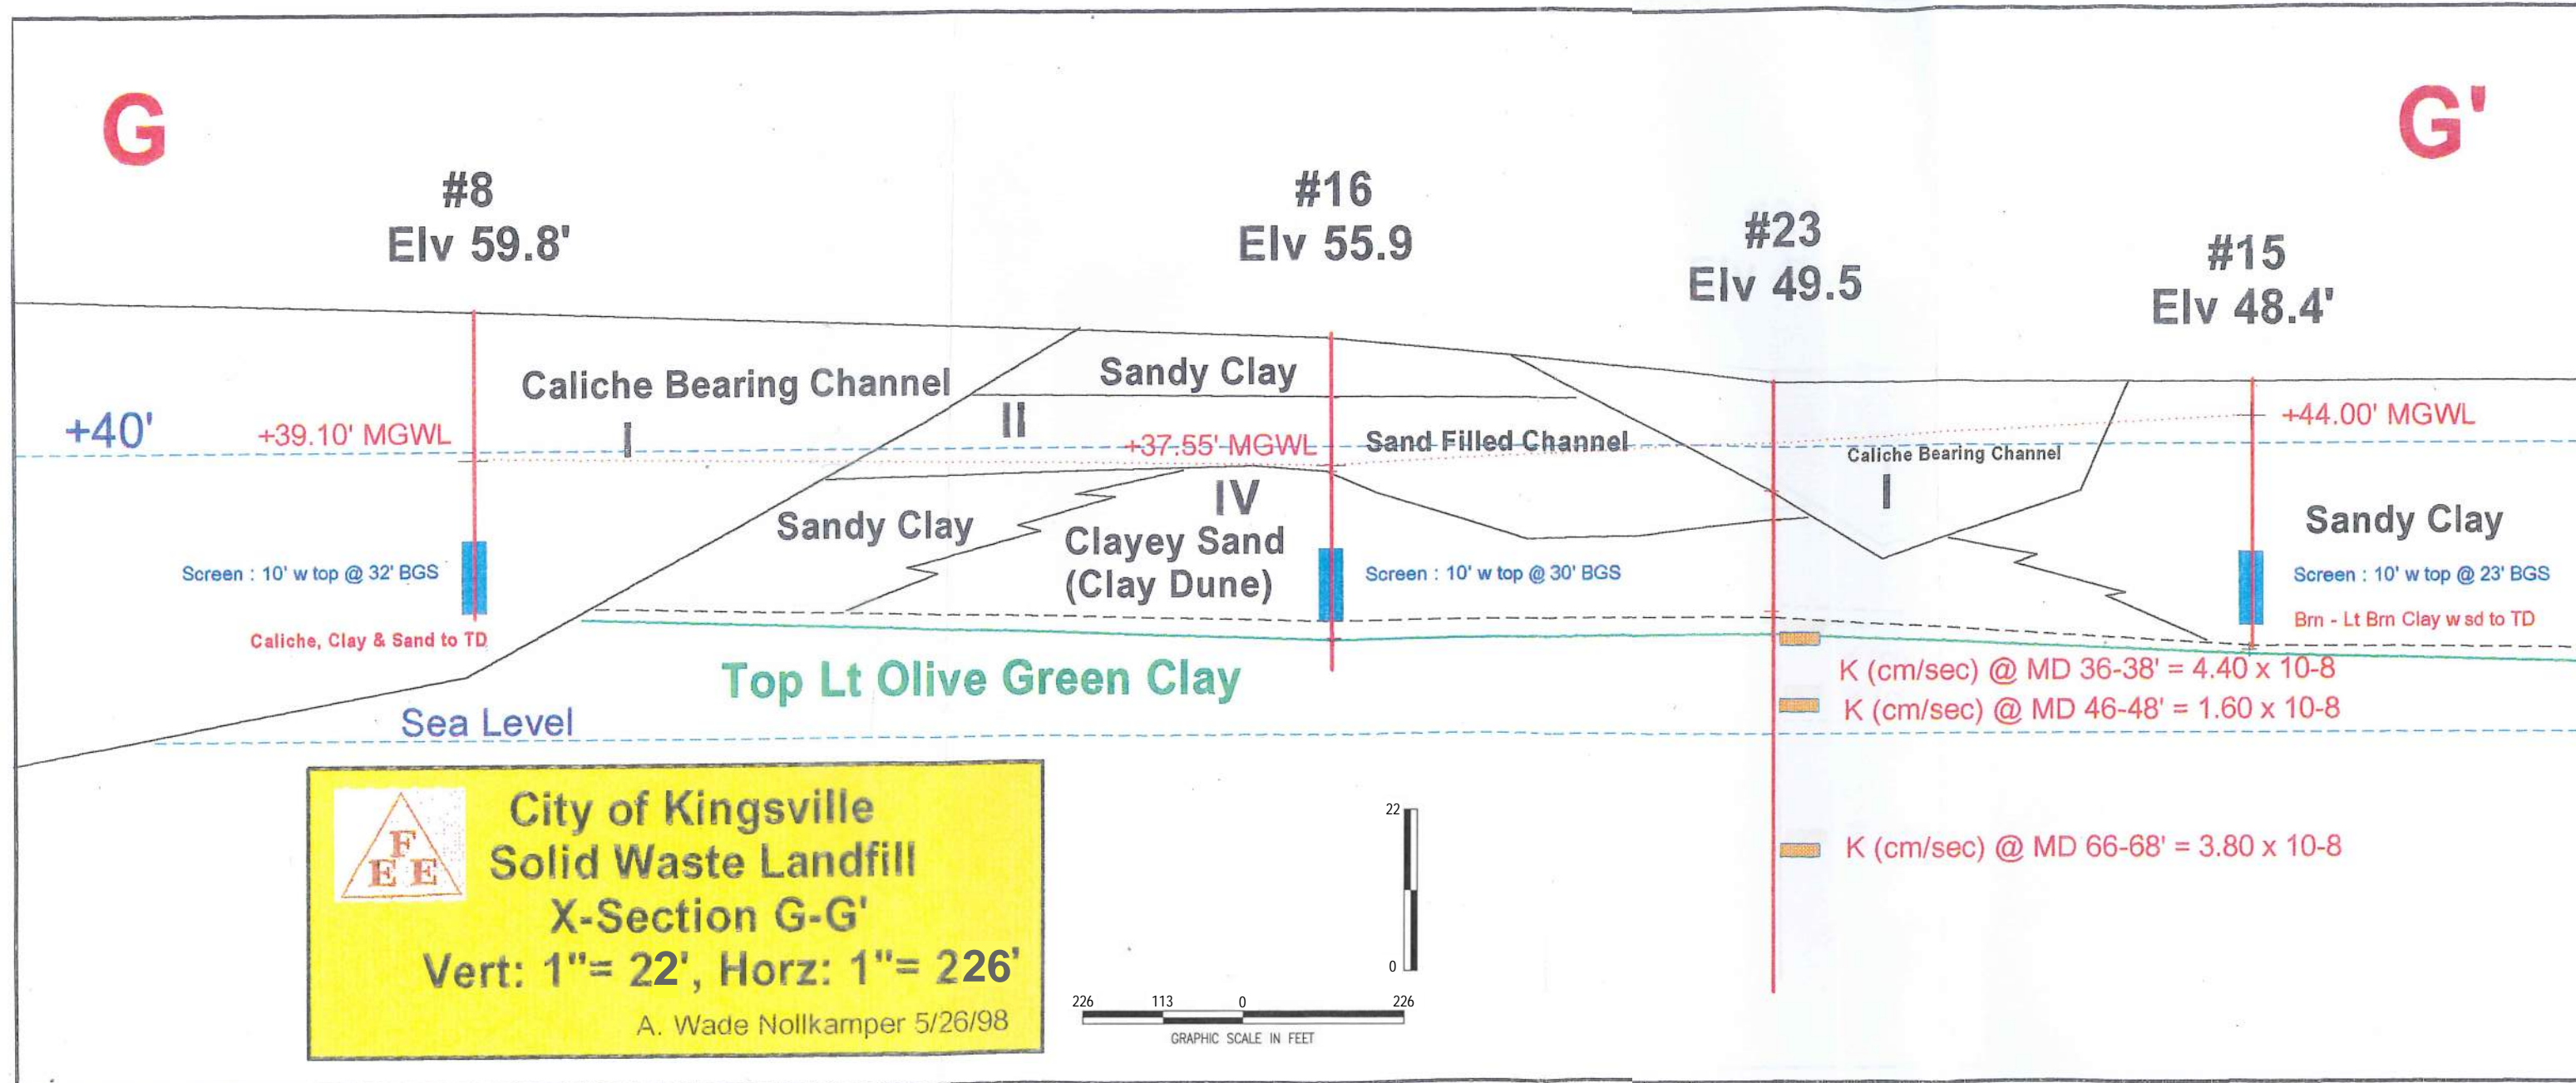 G
G'
#8
Elv 59.8'
#16
Elv 55.9
#23
Elv 49.5
#15
Elv 48.4'
Caliche Bearing Channel
I
Sandy Clay
II
+40'
+39.10' MGWL
+37.55' MGWL
Sand Filled Channel
Caliche Bearing Channel
I
+44.00' MGWL
Sandy Clay
IV
Clayey Sand
(Clay Dune)
Sandy Clay
Screen : 10' w top @ 32' BGS
Screen : 10' w top @ 30' BGS
Screen : 10' w top @ 23' BGS
Caliche, Clay & Sand to TD
Brn - Lt Brn Clay w sd to TD
Top Lt Olive Green Clay
K (cm/sec) @ MD 36-38' = 4.40 x 10-8
K (cm/sec) @ MD 46-48' = 1.60 x 10-8
Sea Level
K (cm/sec) @ MD 66-68' = 3.80 x 10-8
F
E E
City of Kingsville
Solid Waste Landfill
X-Section G-G'
Vert: 1"= 22', Horz: 1"= 226'
A. Wade Nollkamper 5/26/98
22
0
226 113 0 226
GRAPHIC SCALE IN FEET